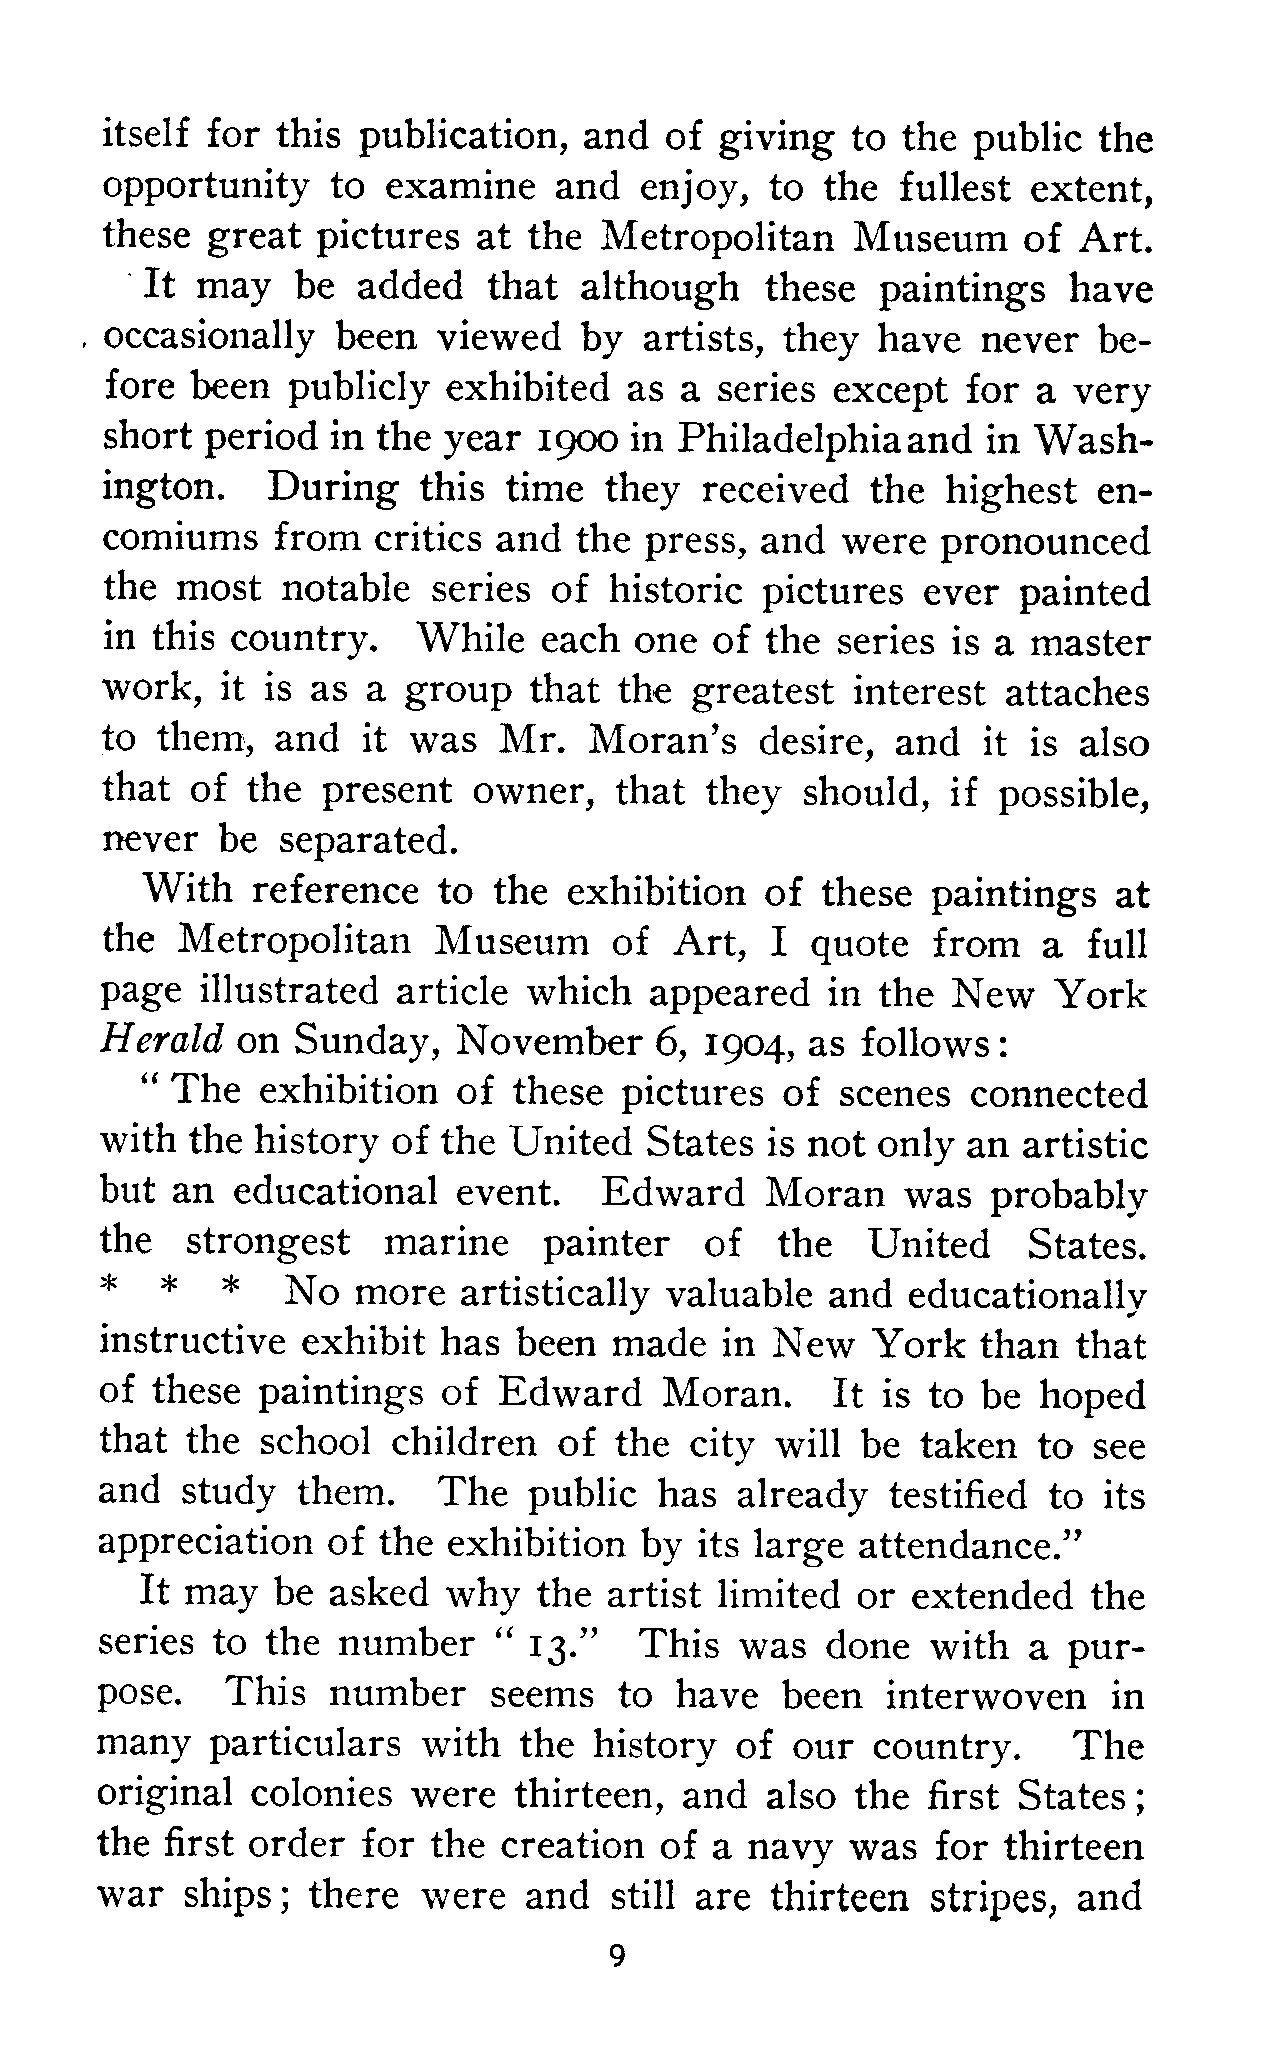 itself for this publication, and of giving to the public the
opportunity to examine and enjoy, to the fullest extent,
these great pictures at the Metropolitan Museum of Art.
It may be added that although these paintings have
occasionally been viewed by artists, they have never be-
fore been publicly exhibited as a series except for a very
short period in the year 1900 in Philadelphia and in Wash-
ington. During this time they received the highest en-
comiums from critics and the press, and were pronounced
the most notable series of historic pictures ever painted
in this country. While each one of the series is a master
work, it is as a group that the greatest interest attaches
to them, and it was Mr. Moran's desire, and it is also
that of the present owner, that they should, if possible,
never be separated.
With reference to the exhibition of these paintings at
the Metropolitan Museum of Art, I quote from a full
page illustrated article which appeared in the New York
Herald on Sunday, November 6, 1904, as follows:
" The exhibition of these pictures of scenes connected
with the history of the United States is not only an artistic
but an educational event. Edward Moran was probably
the strongest marine painter of the United States.
* * * No more artistically valuable and educationally
instructive exhibit has been made in New York than that
of these paintings of Edward Moran. It is to be hoped
that the school children of the city will be taken to see
and study them. The public has already testified to its
appreciation of the exhibition by its large attendance."
It may be asked why the artist limited or extended the
series to the number " 13." This was done with a pur-
pose. This number seems to have been interwoven in
many particulars with the history of our country. The
original colonies were thirteen, and also the first States;
the first order for the creation of a navy was for thirteen
war ships; there were and still are thirteen stripes, and
9